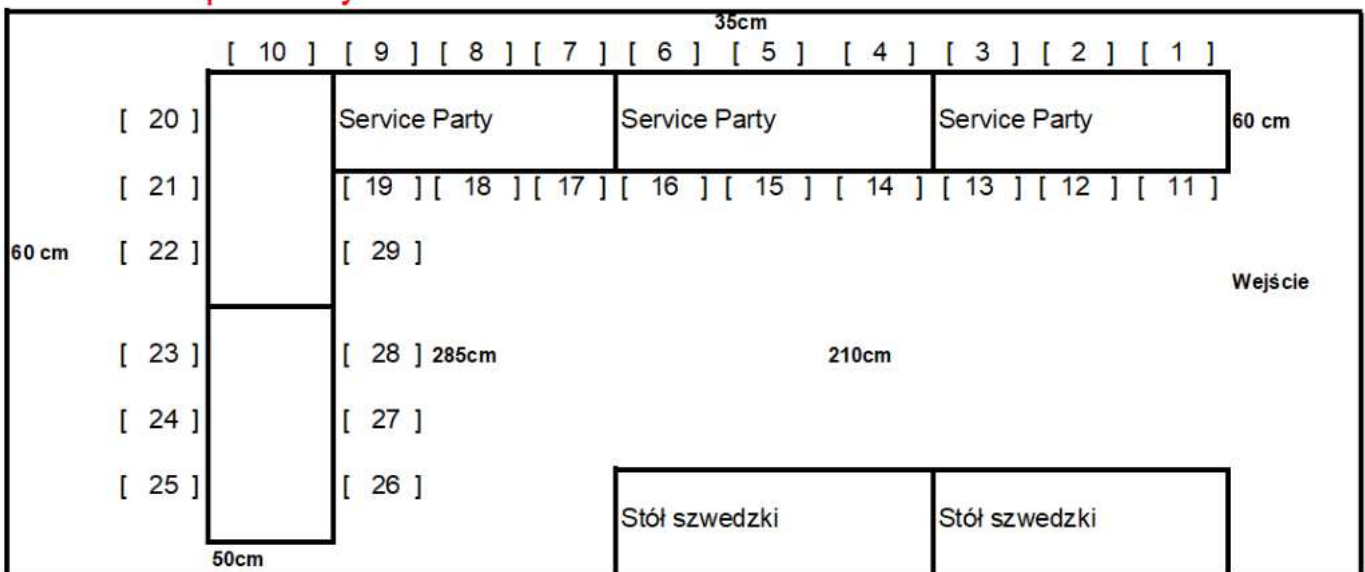 35cm
[ 10 ] [ 9 ] [ 8 ] [ 7 ] [ 6 ] [ 5 ] [ 4 ] [ 3 ] [ 2 ] [ 1 ]
[ 20 ] Service Party Service Party Service Party 60 cm
[ 21 ] [ 19 ] [ 18 ] [ 17 ] [ 16 ] [ 15 ] [ 14 ] [ 13 ] [ 12 ] [ 11 ]
60 cm [ 22 ] [ 29 ]
Wejście
[ 23 ] [ 28 ] 285cm 210cm
[ 24 ] [ 27 ]
[ 25 ] [ 26 ]
Stół szwedzki Stół szwedzki
50cm